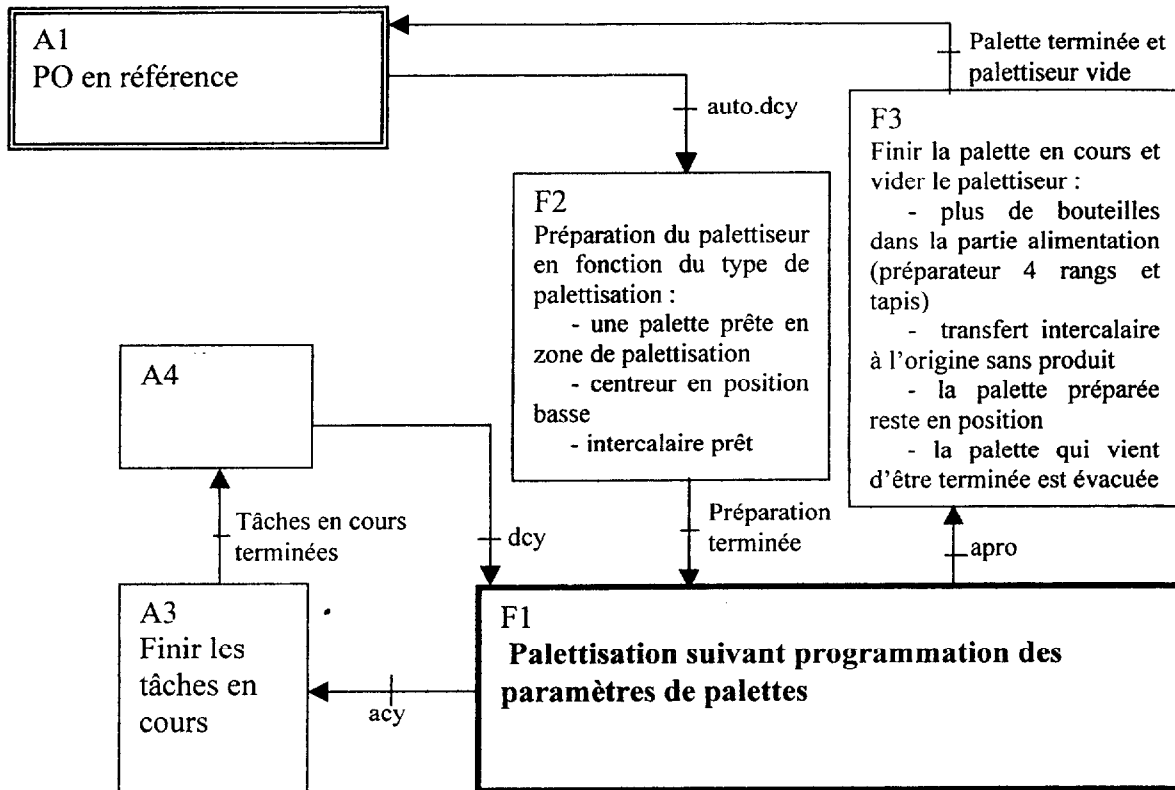 A1
PO en référence
auto.dcy
Palette terminée et
palettiseur vide
F3
Finir la palette en cours et
vider le palettiseur :
- plus de bouteilles
dans la partie alimentation
(préparateur 4 rangs et
tapis)
- transfert intercalaire
à l'origine sans produit
- la palette préparée
reste en position
- la palette qui vient
d'être terminée est évacuée
F2
Préparation du palettiseur
en fonction du type de
palettisation :
- une palette prête en
zone de palettisation
- centreur en position
basse
- intercalaire prêt
A4
Tâches en cours
terminées
dcy
Préparation
terminée
apro
A3
Finir les
tâches en
cours
acy
F1
Palettisation suivant programmation des
paramètres de palettes